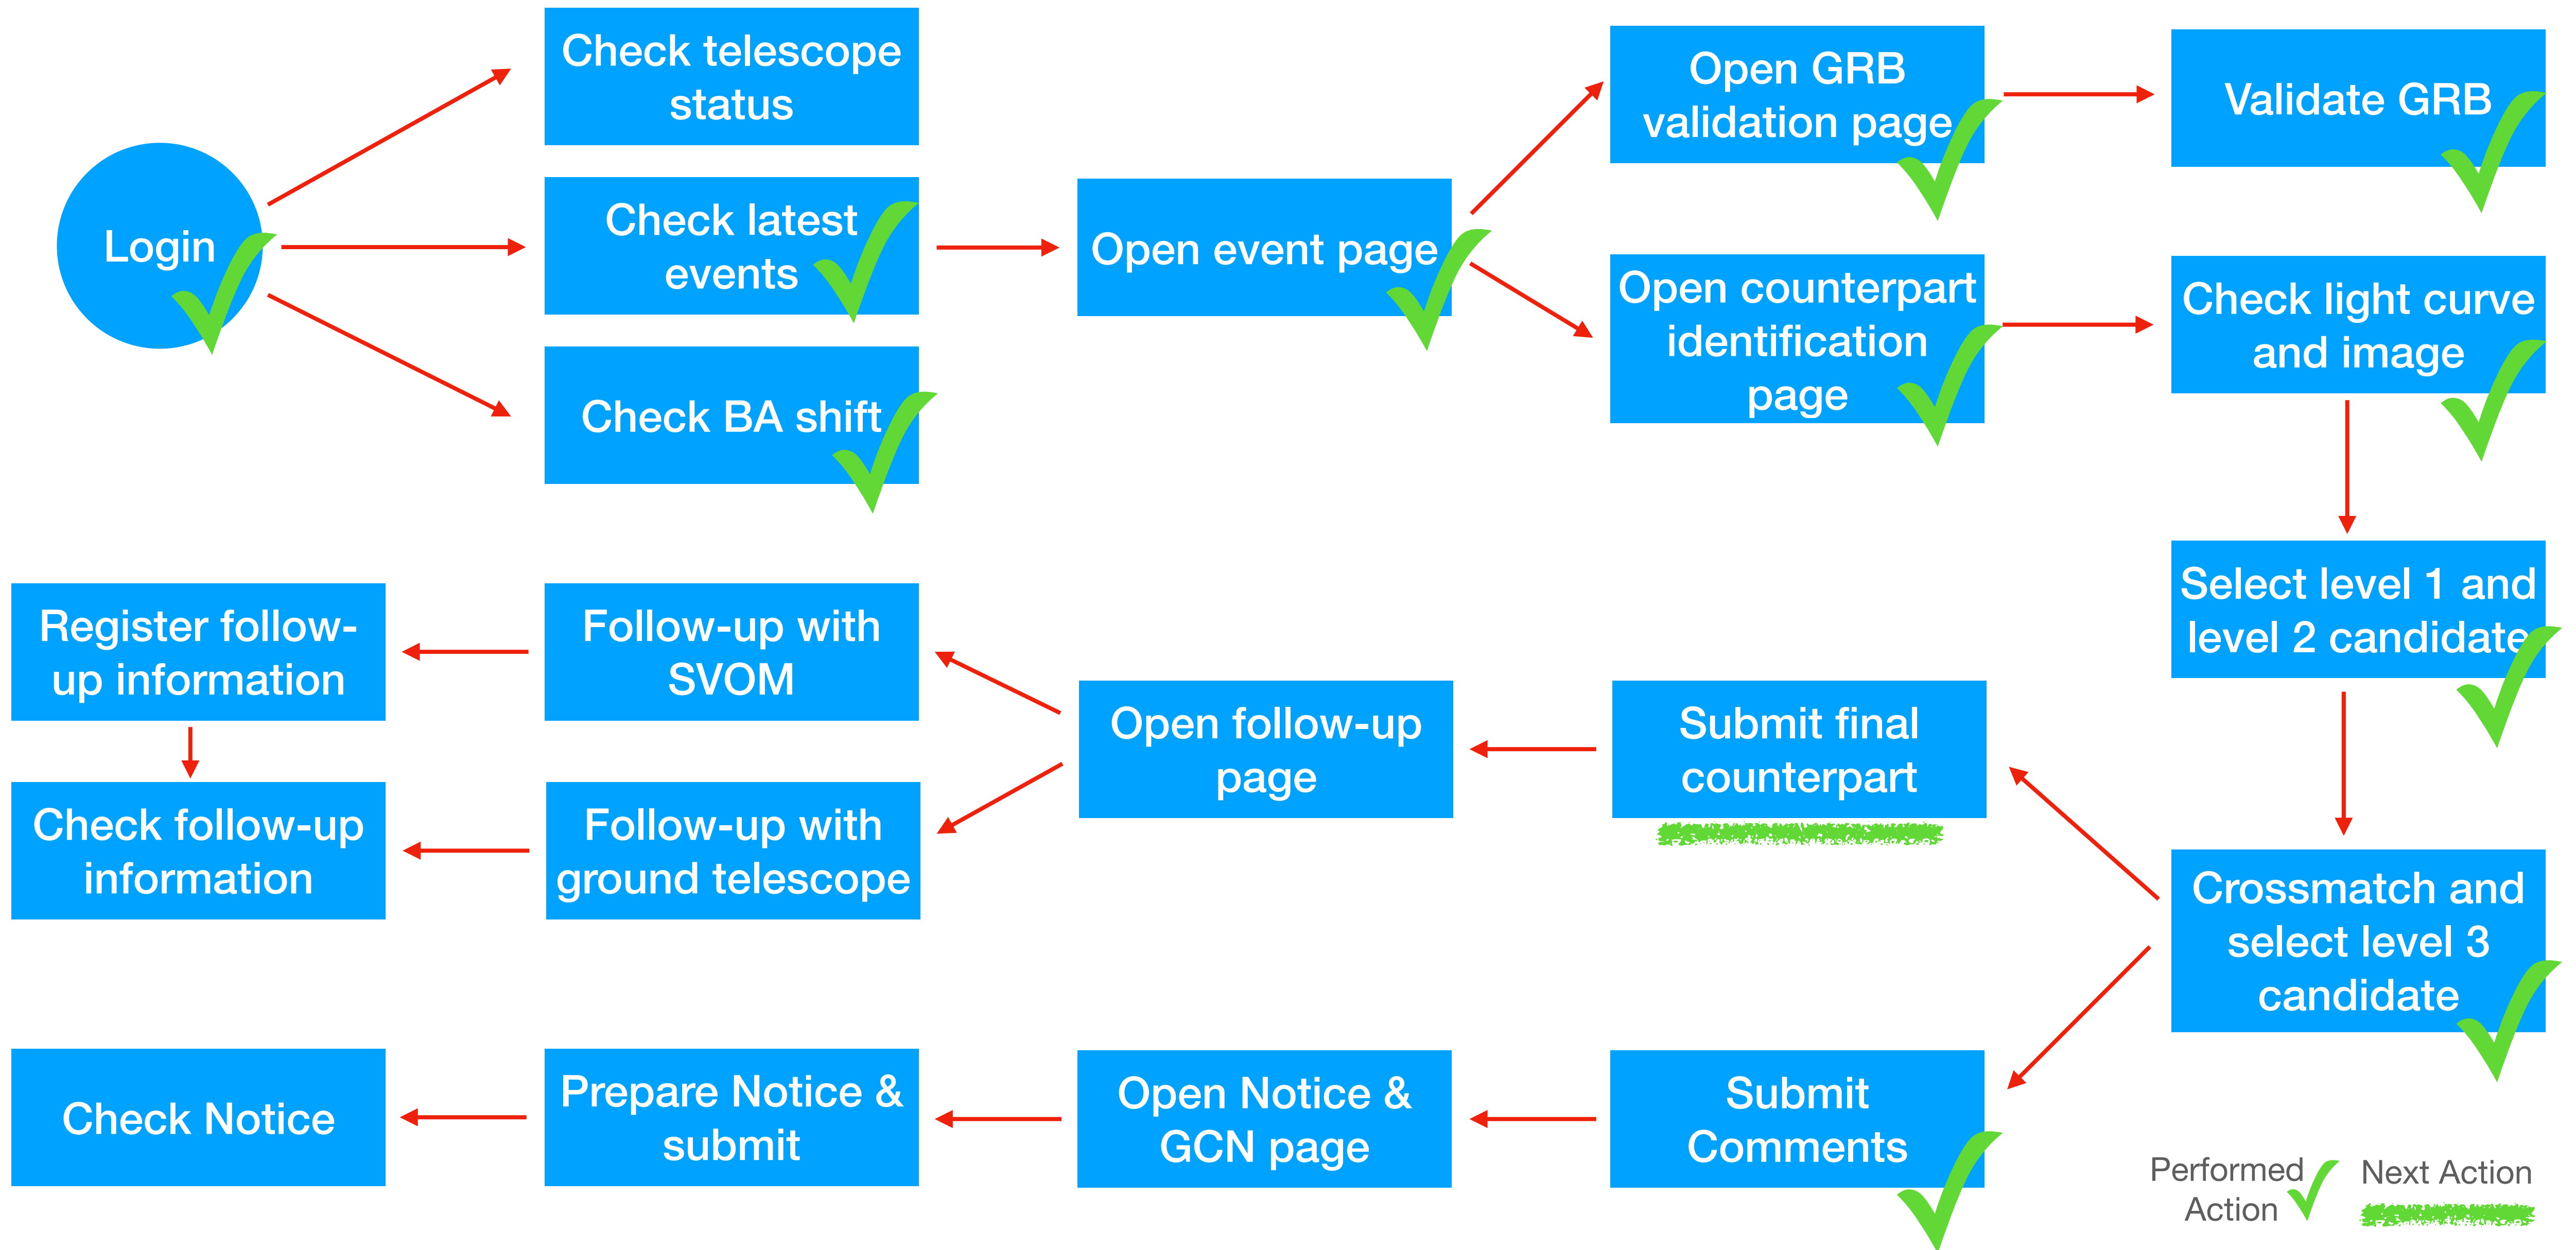 Check telescope
status
Open GRB
validation page
Validate GRB
Login
Check latest
events
Open event page
Open counterpart
identification
page
Check light curve
and image
Check BA shift
Select level 1 and
level 2 candidate
Register follow-
up information
Follow-up with
SVOM
Open follow-up
page
Submit final
counterpart
Check follow-up
information
Follow-up with
ground telescope
Crossmatch and
select level 3
candidate
Check Notice
Prepare Notice &
submit
Open Notice &
GCN page
Submit
Comments
Performed
Action
Next Action